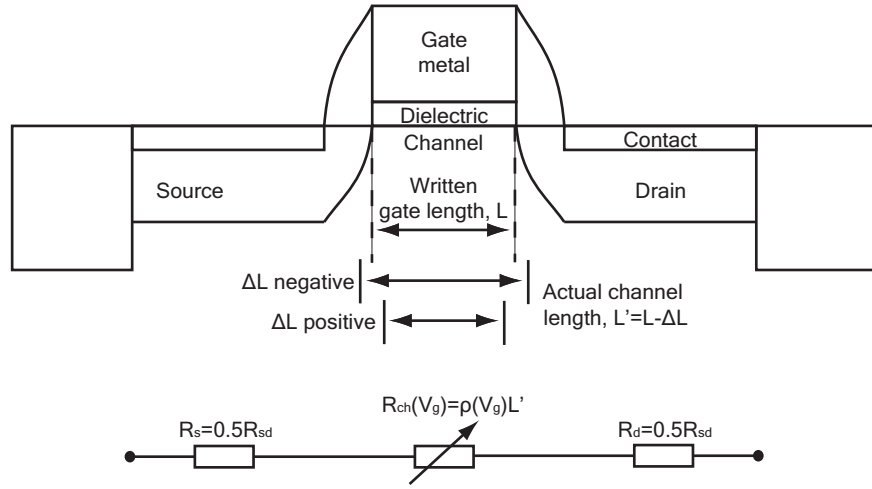 Gate
metal
Dielectric
Channel
Contact
Source
Written
gate length, L
Drain
ΔL negative
Actual channel
length, L'=L-ΔL
ΔL positive
Rch(Vg)=ρ(Vg)L'
Rs=0.5Rsd
Rd=0.5Rsd